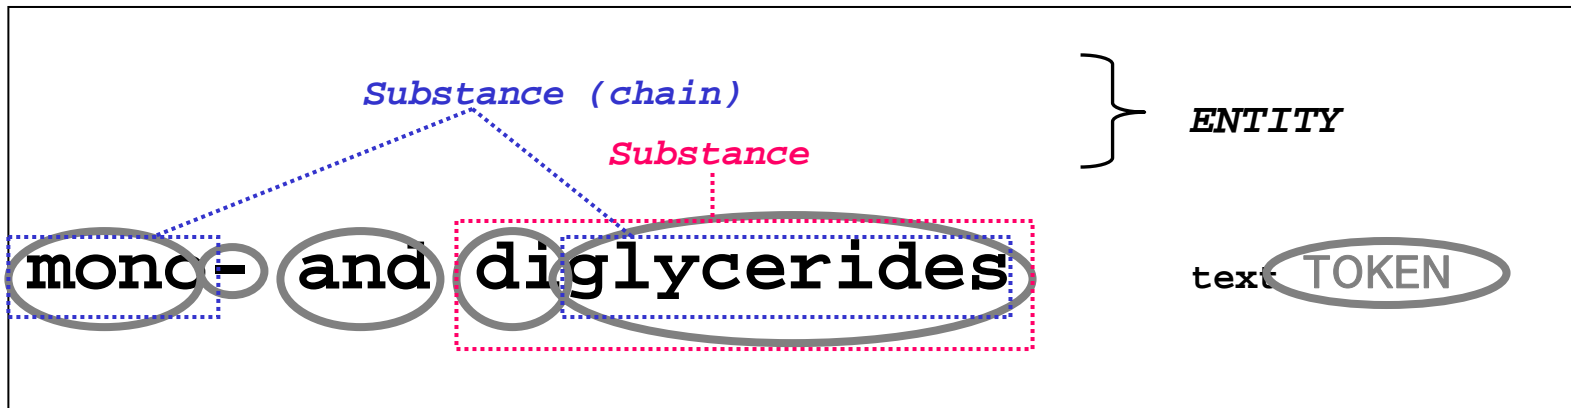 Substance (chain)
ENTITY
Substance
mono- and diglycerides
text TOKEN